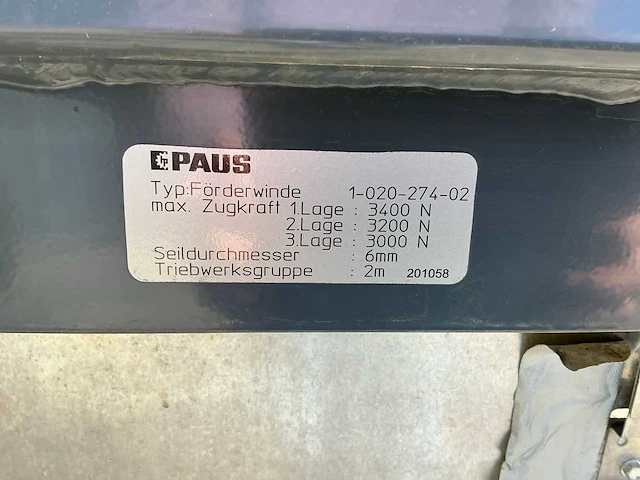 PAUS
Typ:Förderwinde 1-020-274-02
max. Zugkraft 1.Lage : 3400 N
2.Lage : 3200 N
3.Lage : 3000 N
Seildurchmesser : 6mm
Triebwerksgruppe : 2m 201058